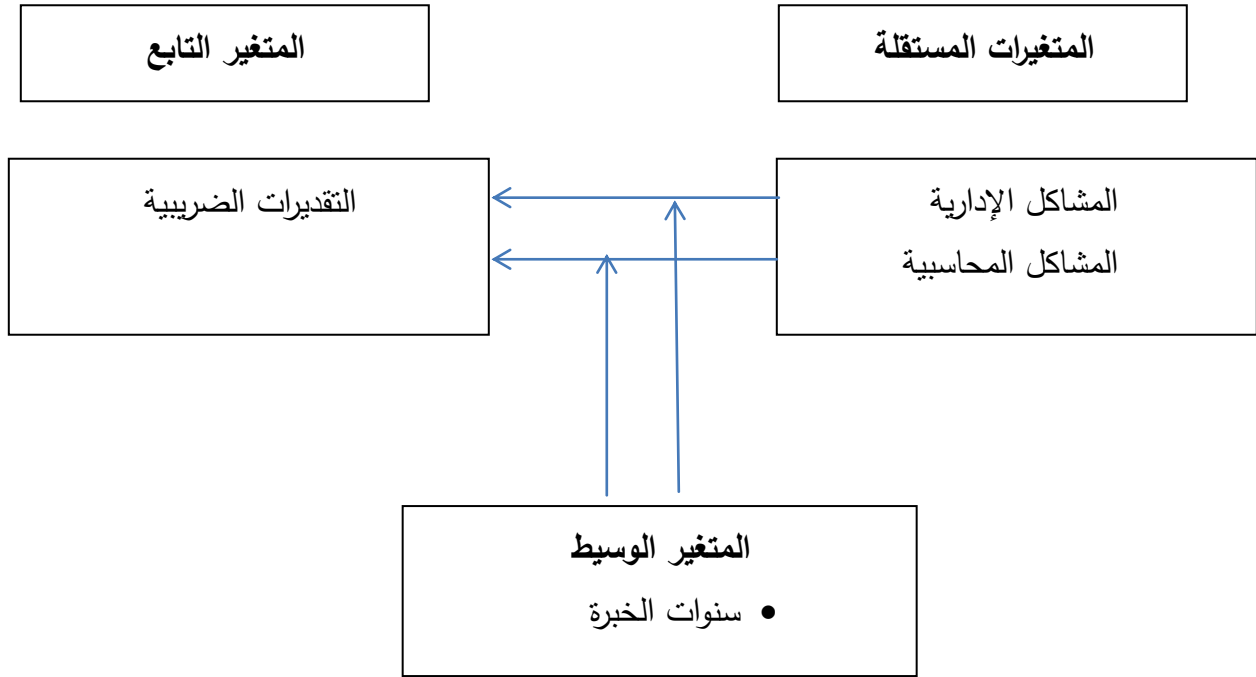 المتغيرات المستقلة
المتغير التابع
المشاكل الإدارية
المشاكل المحاسبية
التقديرات الضريبية
المتغير الوسيط
• سنوات الخبرة